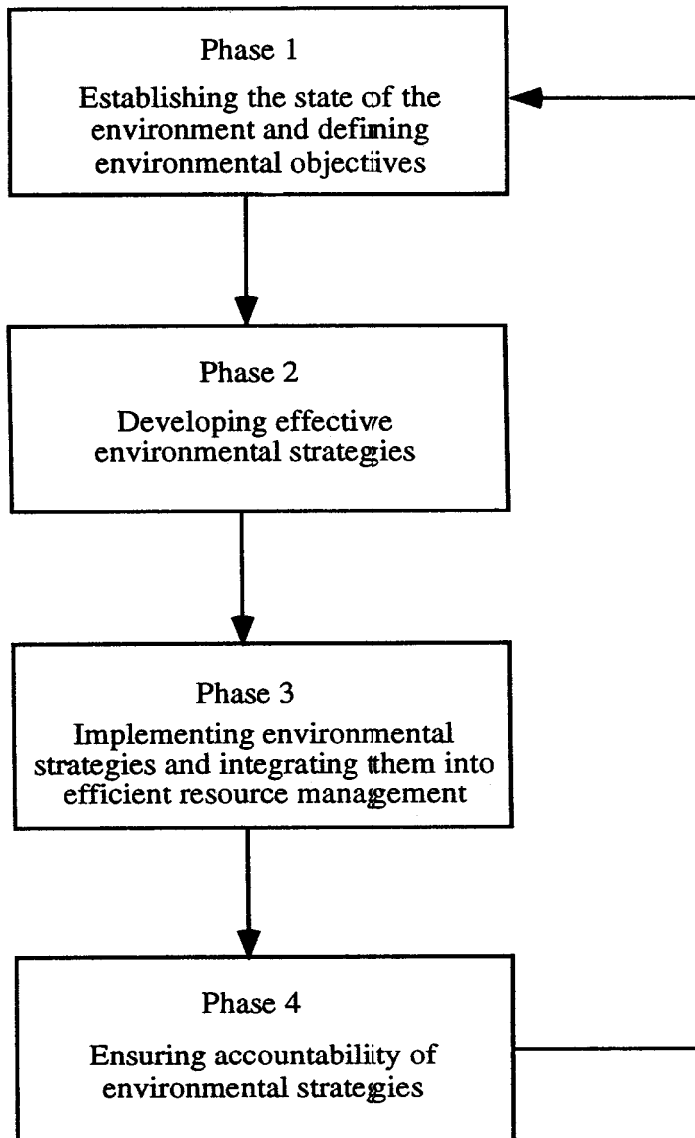 Phase 1
Establishing the state of the
environment and defining
environmental objectives
Phase 2
Developing effective
environmental strategies
Phase 3
Implementing environmental
strategies and integrating them into
efficient resource management
Phase 4
Ensuring accountability of
environmental strategies